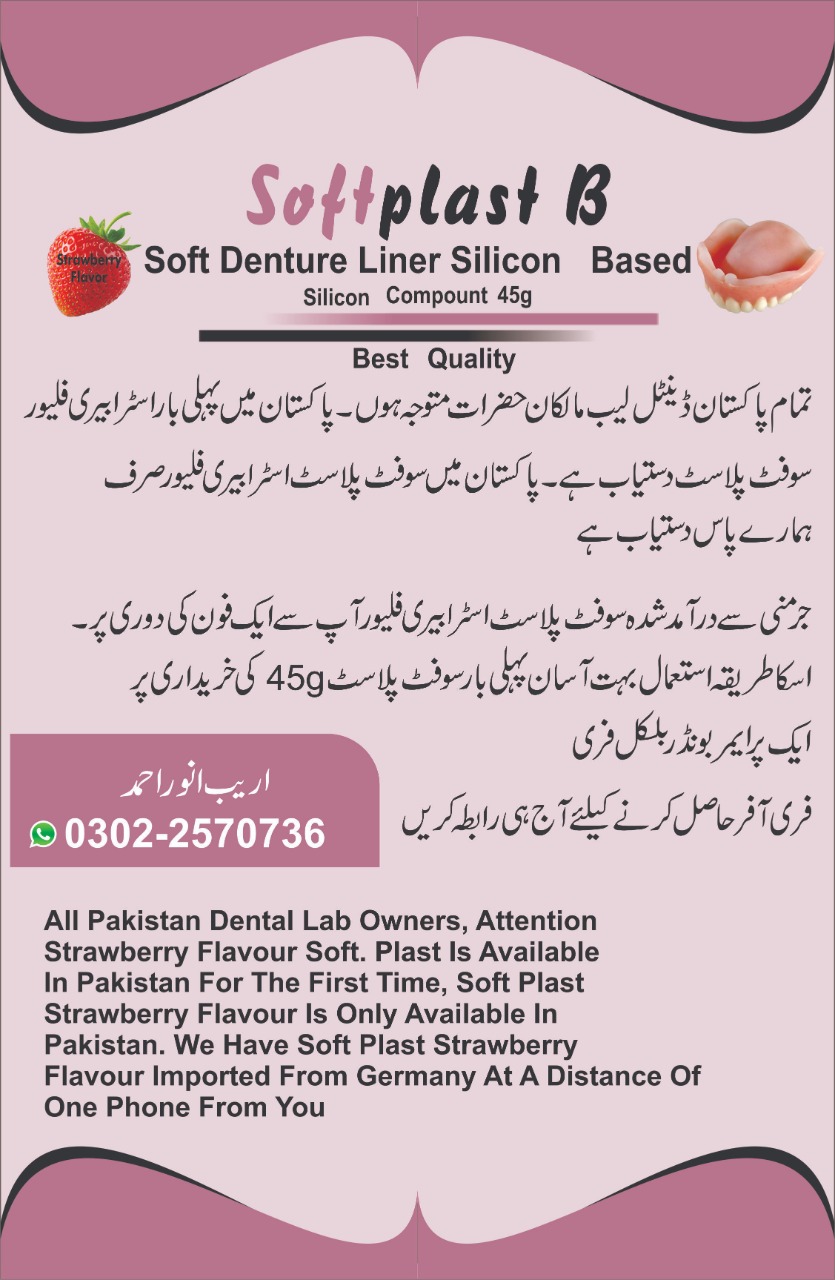 Softplast B
Strawberry
Flavor
Soft Denture Liner Silicon Based
Silicon Compount 45g
Best Quality
تمام پاکستان ڈینٹل لیب مالکان حضرات متوجہ ہوں۔ پاکستان میں پہلی بار اسٹرابیری فلیور
سوفٹ پلاسٹ دستیاب ہے۔ پاکستان میں سوفٹ پلاسٹ اسٹرابیری فلیور صرف
ہمارے پاس دستیاب ہے
جرمنی سے درآمد شدہ سوفٹ پلاسٹ اسٹرابیری فلیور آپ سے ایک فون کی دوری پر۔
اسکا طریقہ استعمال بہت آسان پہلی بار سوفٹ پلاسٹ 45g کی خریداری پر
ایک پرایمر بونڈر بلکل فری
فری آفر حاصل کرنے کیلئے آج ہی رابطہ کریں
اریب انور احمد
0302-2570736
All Pakistan Dental Lab Owners, Attention
Strawberry Flavour Soft. Plast Is Available
In Pakistan For The First Time, Soft Plast
Strawberry Flavour Is Only Available In
Pakistan. We Have Soft Plast Strawberry
Flavour Imported From Germany At A Distance Of
One Phone From You